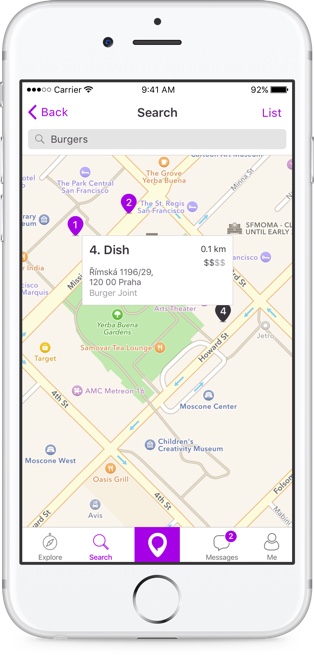 Carrier
9:41 AM
92%
Back
Search
List
Burgers
The Grove
Yerba Buena
Minna St
The Park Central
San Francisco
2
The St. Regis
San Francisco
1
SFMOMA - CL
UNTIL EARLY
4. Dish
0.1 km
$$$$
Římská 1196/29,
120 00 Praha
Burger Joint
Arts Theater
4
Yerba Buena
Gardens
Samovar Tea Lounge
Howard St
Jetro
Target
4th St
AMC Metreon 16
Moscone Center
Children's
Creativity Museum
Moscone West
4th St
Oasis Grill
Avis
Explore
Search
2
Messages
Me